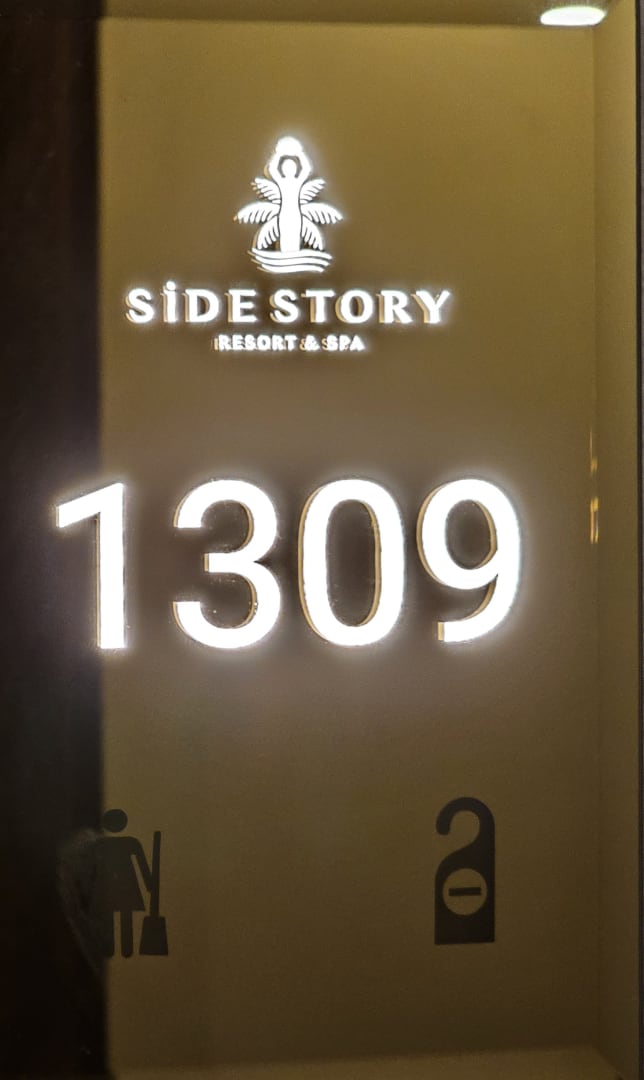 SİDE STORY
RESORT & SPA
1309